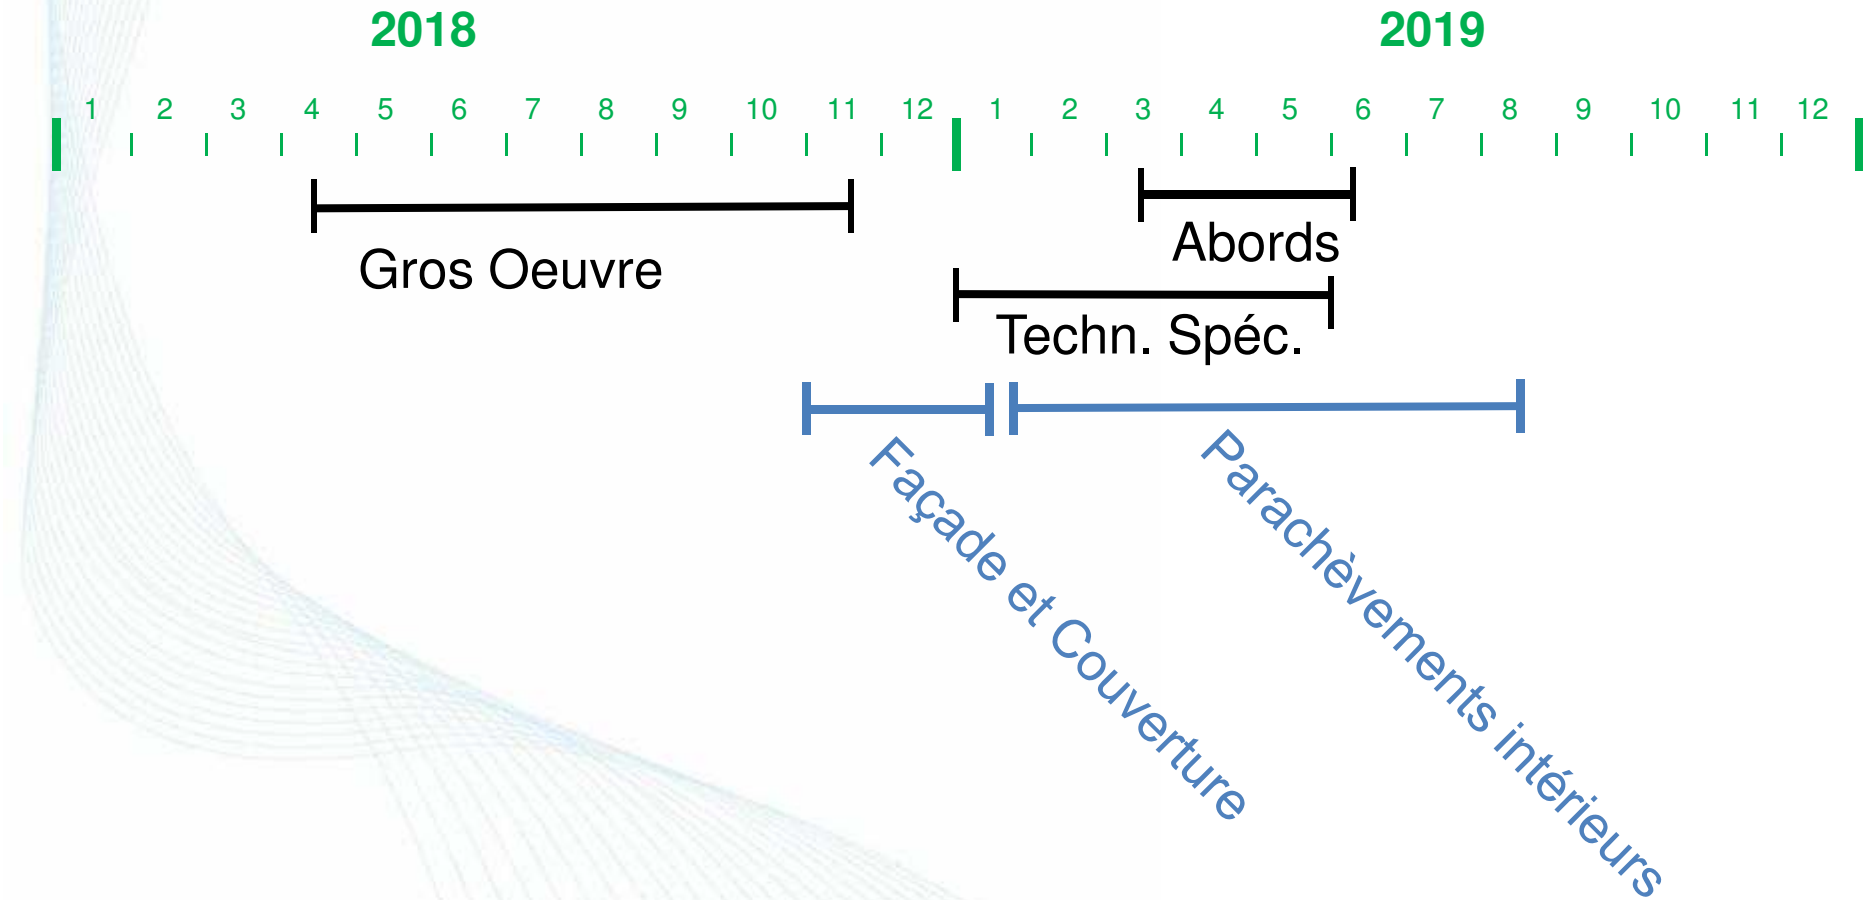 2018 2019
1 2 3 4 5 6 7 8 9 10 11 12 1 2 3 4 5 6 7 8 9 10 11 12
Abords
Gros Oeuvre
Techn. Spéc.
Façade et Couverture
Parachèvements intérieurs